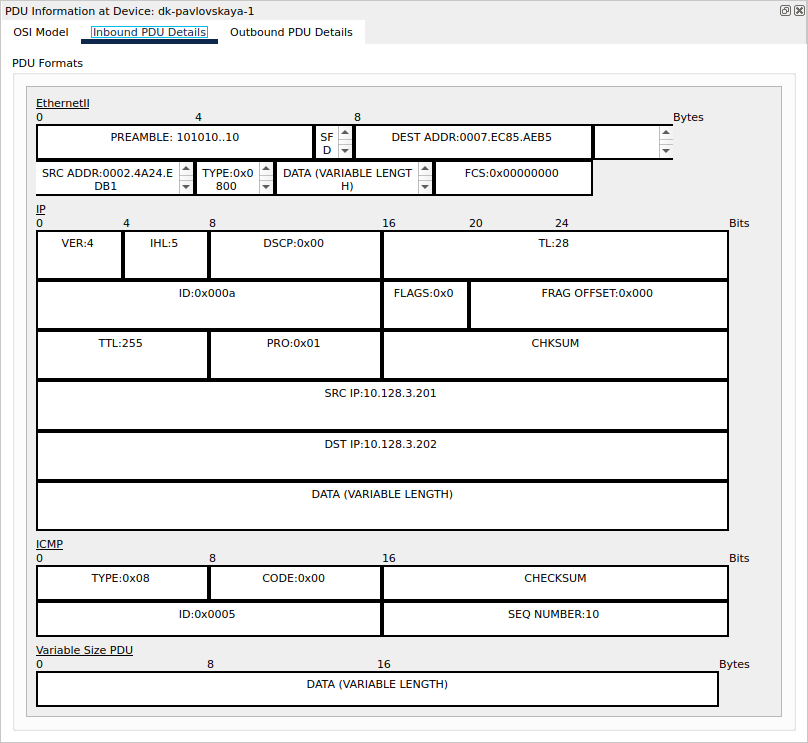 PDU Information at Device: dk-pavlovskaya-1
OSI Model Inbound PDU Details Outbound PDU Details
PDU Formats
EthernetII
0 4 8 Bytes
PREAMBLE: 101010..10 SF D DEST ADDR:0007.EC85.AEB5
SRC ADDR:0002.4A24.E DB1 TYPE:0x0 800 DATA (VARIABLE LENGT H) FCS:0x00000000
IP
0 4 8 16 20 24 Bits
VER:4 IHL:5 DSCP:0x00 TL:28
ID:0x000a FLAGS:0x0 FRAG OFFSET:0x000
TTL:255 PRO:0x01 CHKSUM
SRC IP:10.128.3.201
DST IP:10.128.3.202
DATA (VARIABLE LENGTH)
ICMP
0 8 16 Bits
TYPE:0x08 CODE:0x00 CHECKSUM
ID:0x0005 SEQ NUMBER:10
Variable Size PDU
0 8 16 Bytes
DATA (VARIABLE LENGTH)